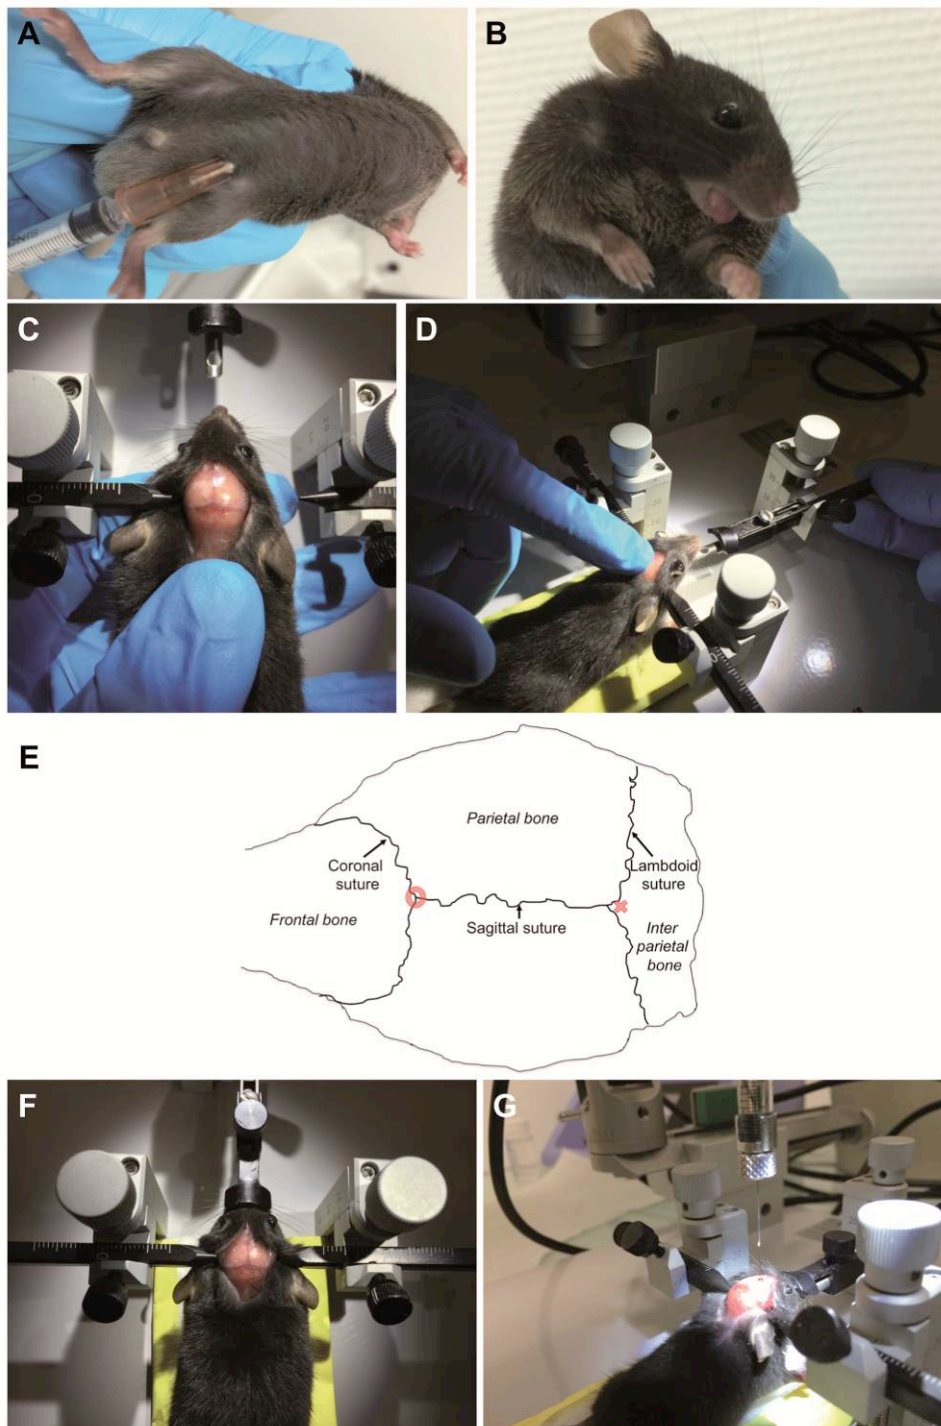 A
B
C
D
E
Parietal bone
Coronal
suture
Lambdoid
suture
Frontal bone
Sagittal suture
Inter
parietal
bone
F
G